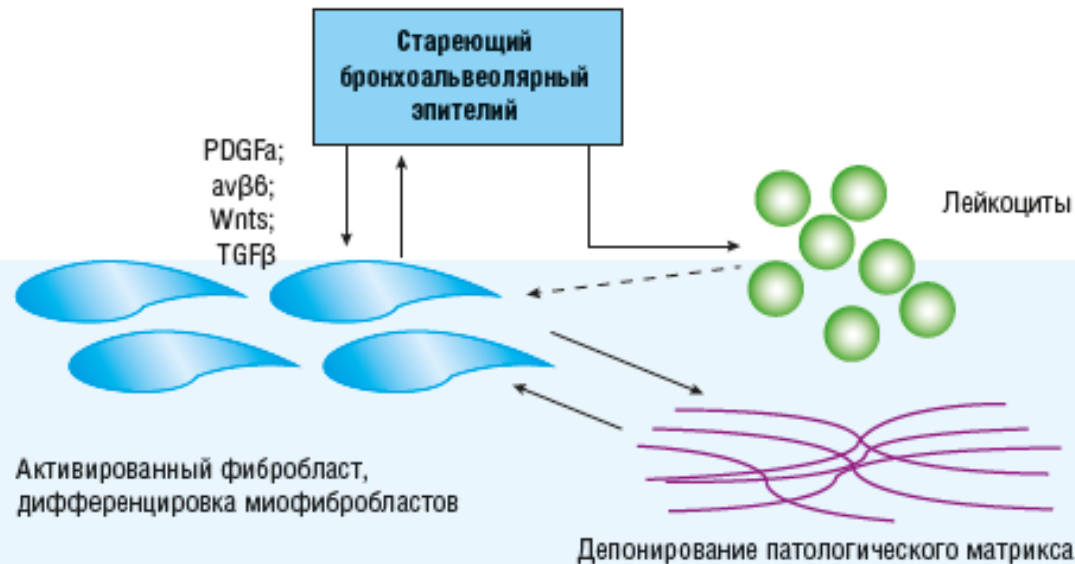 Стареющий
бронхоальвеолярный
эпителий
PDGFa;
avβ6;
Wnts;
TGFβ
Лейкоциты
Активированный фибробласт,
дифференцировка миофибробластов
Депонирование патологического матрикса